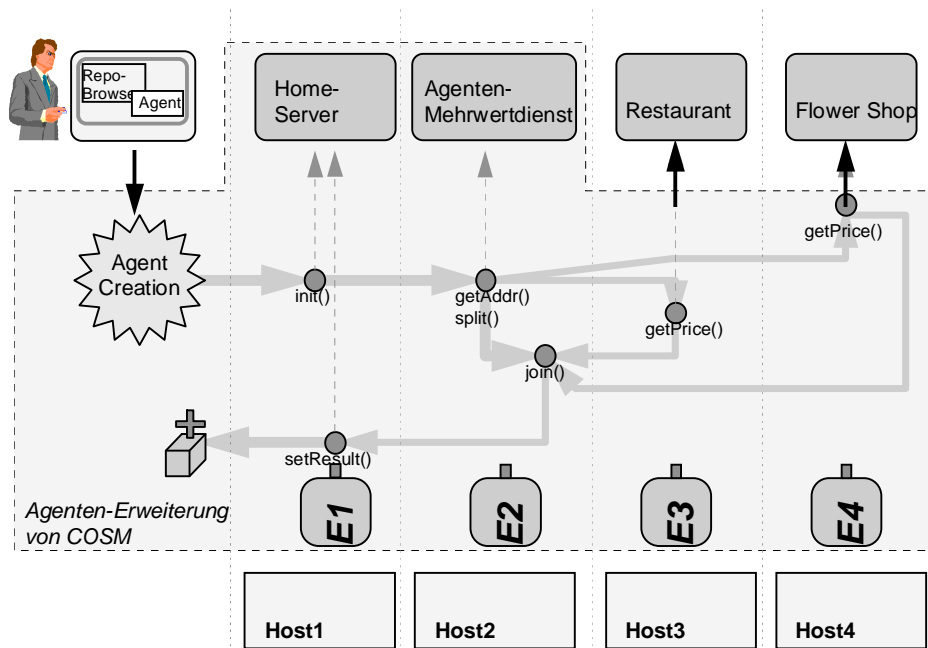 Repo-
Browse
Agent
Home-
Server
Agenten-
Mehrwertdienst
Restaurant
Flower Shop
Agent
Creation
init()
getAddr()
split()
getPrice()
getPrice()
join()
setResult()
Agenten-Erweiterung
von COSM
E1
E2
E3
E4
Host1
Host2
Host3
Host4